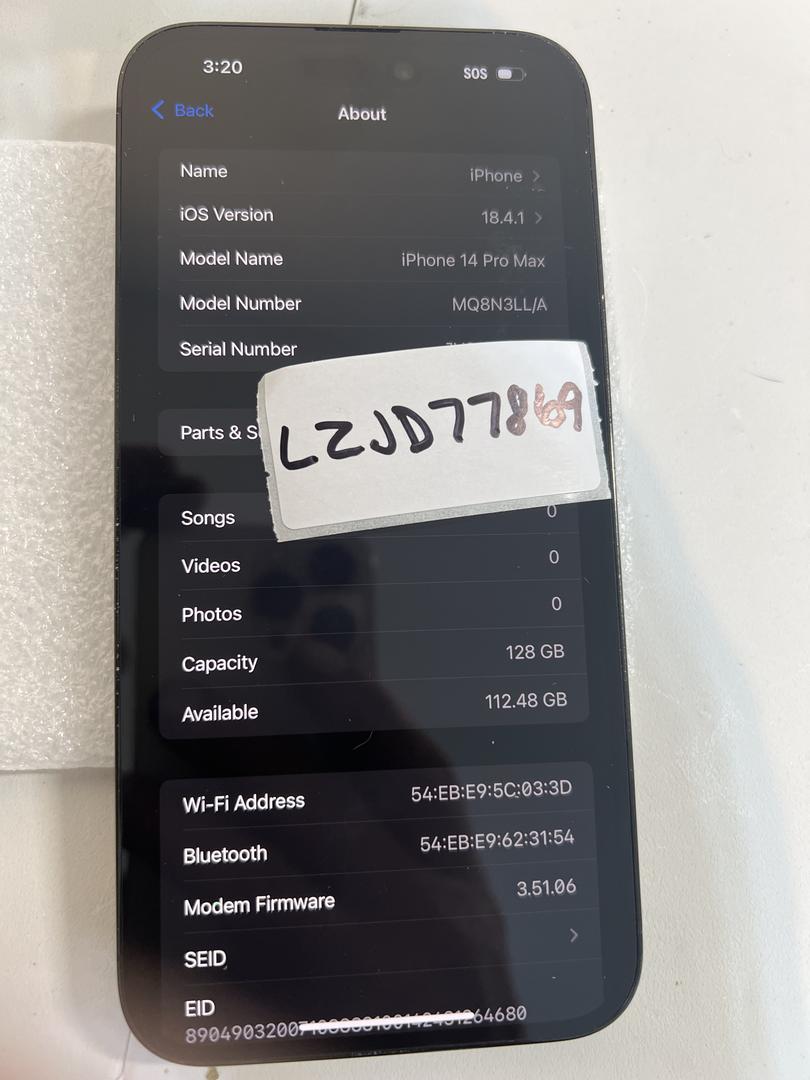 3:20 SOS
Back About
Name iPhone
iOS Version 18.4.1
Model Name iPhone 14 Pro Max
Model Number MQ8N3LL/A
Serial Number
Parts &
LZJD77869
Songs 0
Videos 0
Photos 0
Capacity 128 GB
Available 112.48 GB
Wi-Fi Address 54:EB:E9:5C:03:3D
Bluetooth 54:EB:E9:62:31:54
Modem Firmware 3.51.06
SEID
EID